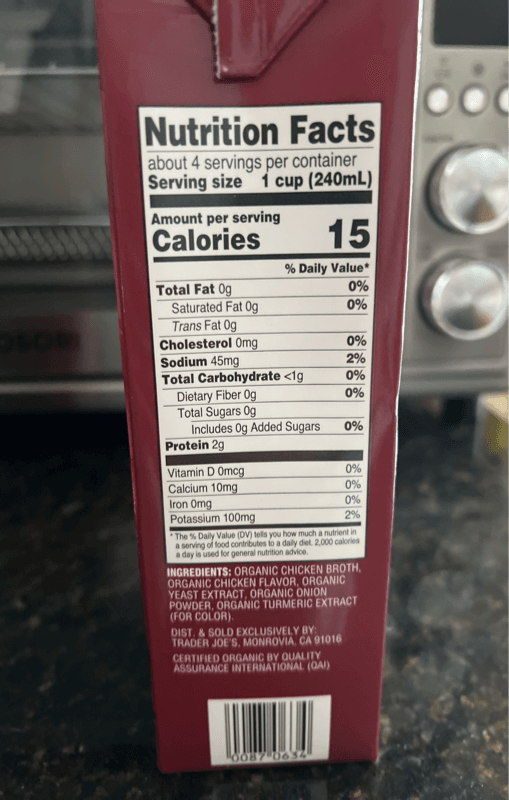 Nutrition Facts
about 4 servings per container
Serving size 1 cup (240mL)
Amount per serving
Calories 15
% Daily Value*
Total Fat 0g 0%
Saturated Fat 0g 0%
Trans Fat 0g
Cholesterol 0mg 0%
Sodium 45mg 2%
Total Carbohydrate <1g 0%
Dietary Fiber 0g 0%
Total Sugars 0g
Includes 0g Added Sugars 0%
Protein 2g
Vitamin D 0mcg 0%
Calcium 10mg 0%
Iron 0mg 0%
Potassium 100mg 2%
* The % Daily Value (DV) tells you how much a nutrient in
a serving of food contributes to a daily diet. 2,000 calories
a day is used for general nutrition advice.
INGREDIENTS: ORGANIC CHICKEN BROTH,
ORGANIC CHICKEN FLAVOR, ORGANIC
YEAST EXTRACT, ORGANIC ONION
POWDER, ORGANIC TURMERIC EXTRACT
(FOR COLOR).
DIST. & SOLD EXCLUSIVELY BY:
TRADER JOE'S, MONROVIA, CA 91016
CERTIFIED ORGANIC BY QUALITY
ASSURANCE INTERNATIONAL (QAI)
0087 0634